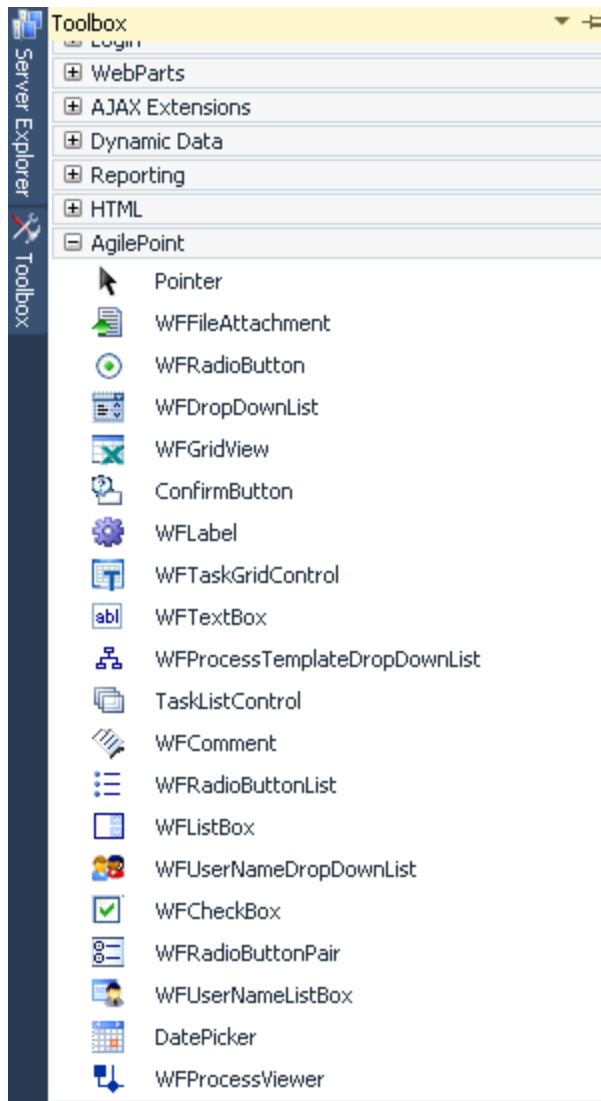 Toolbox
Server Explorer
Toolbox
Login
WebParts
AJAX Extensions
Dynamic Data
Reporting
HTML
AgilePoint
Pointer
WFFileAttachment
WFRadioButton
WFDropDownList
WFGridView
ConfirmButton
WFLabel
WFTaskGridControl
abl WFTextBox
WFProcessTemplateDropDownList
TaskListControl
WFComment
WFRadioButtonList
WFListBox
WFUserNameDropDownList
WFCheckBox
WFRadioButtonPair
WFUserNameListBox
DatePicker
WFProcessViewer